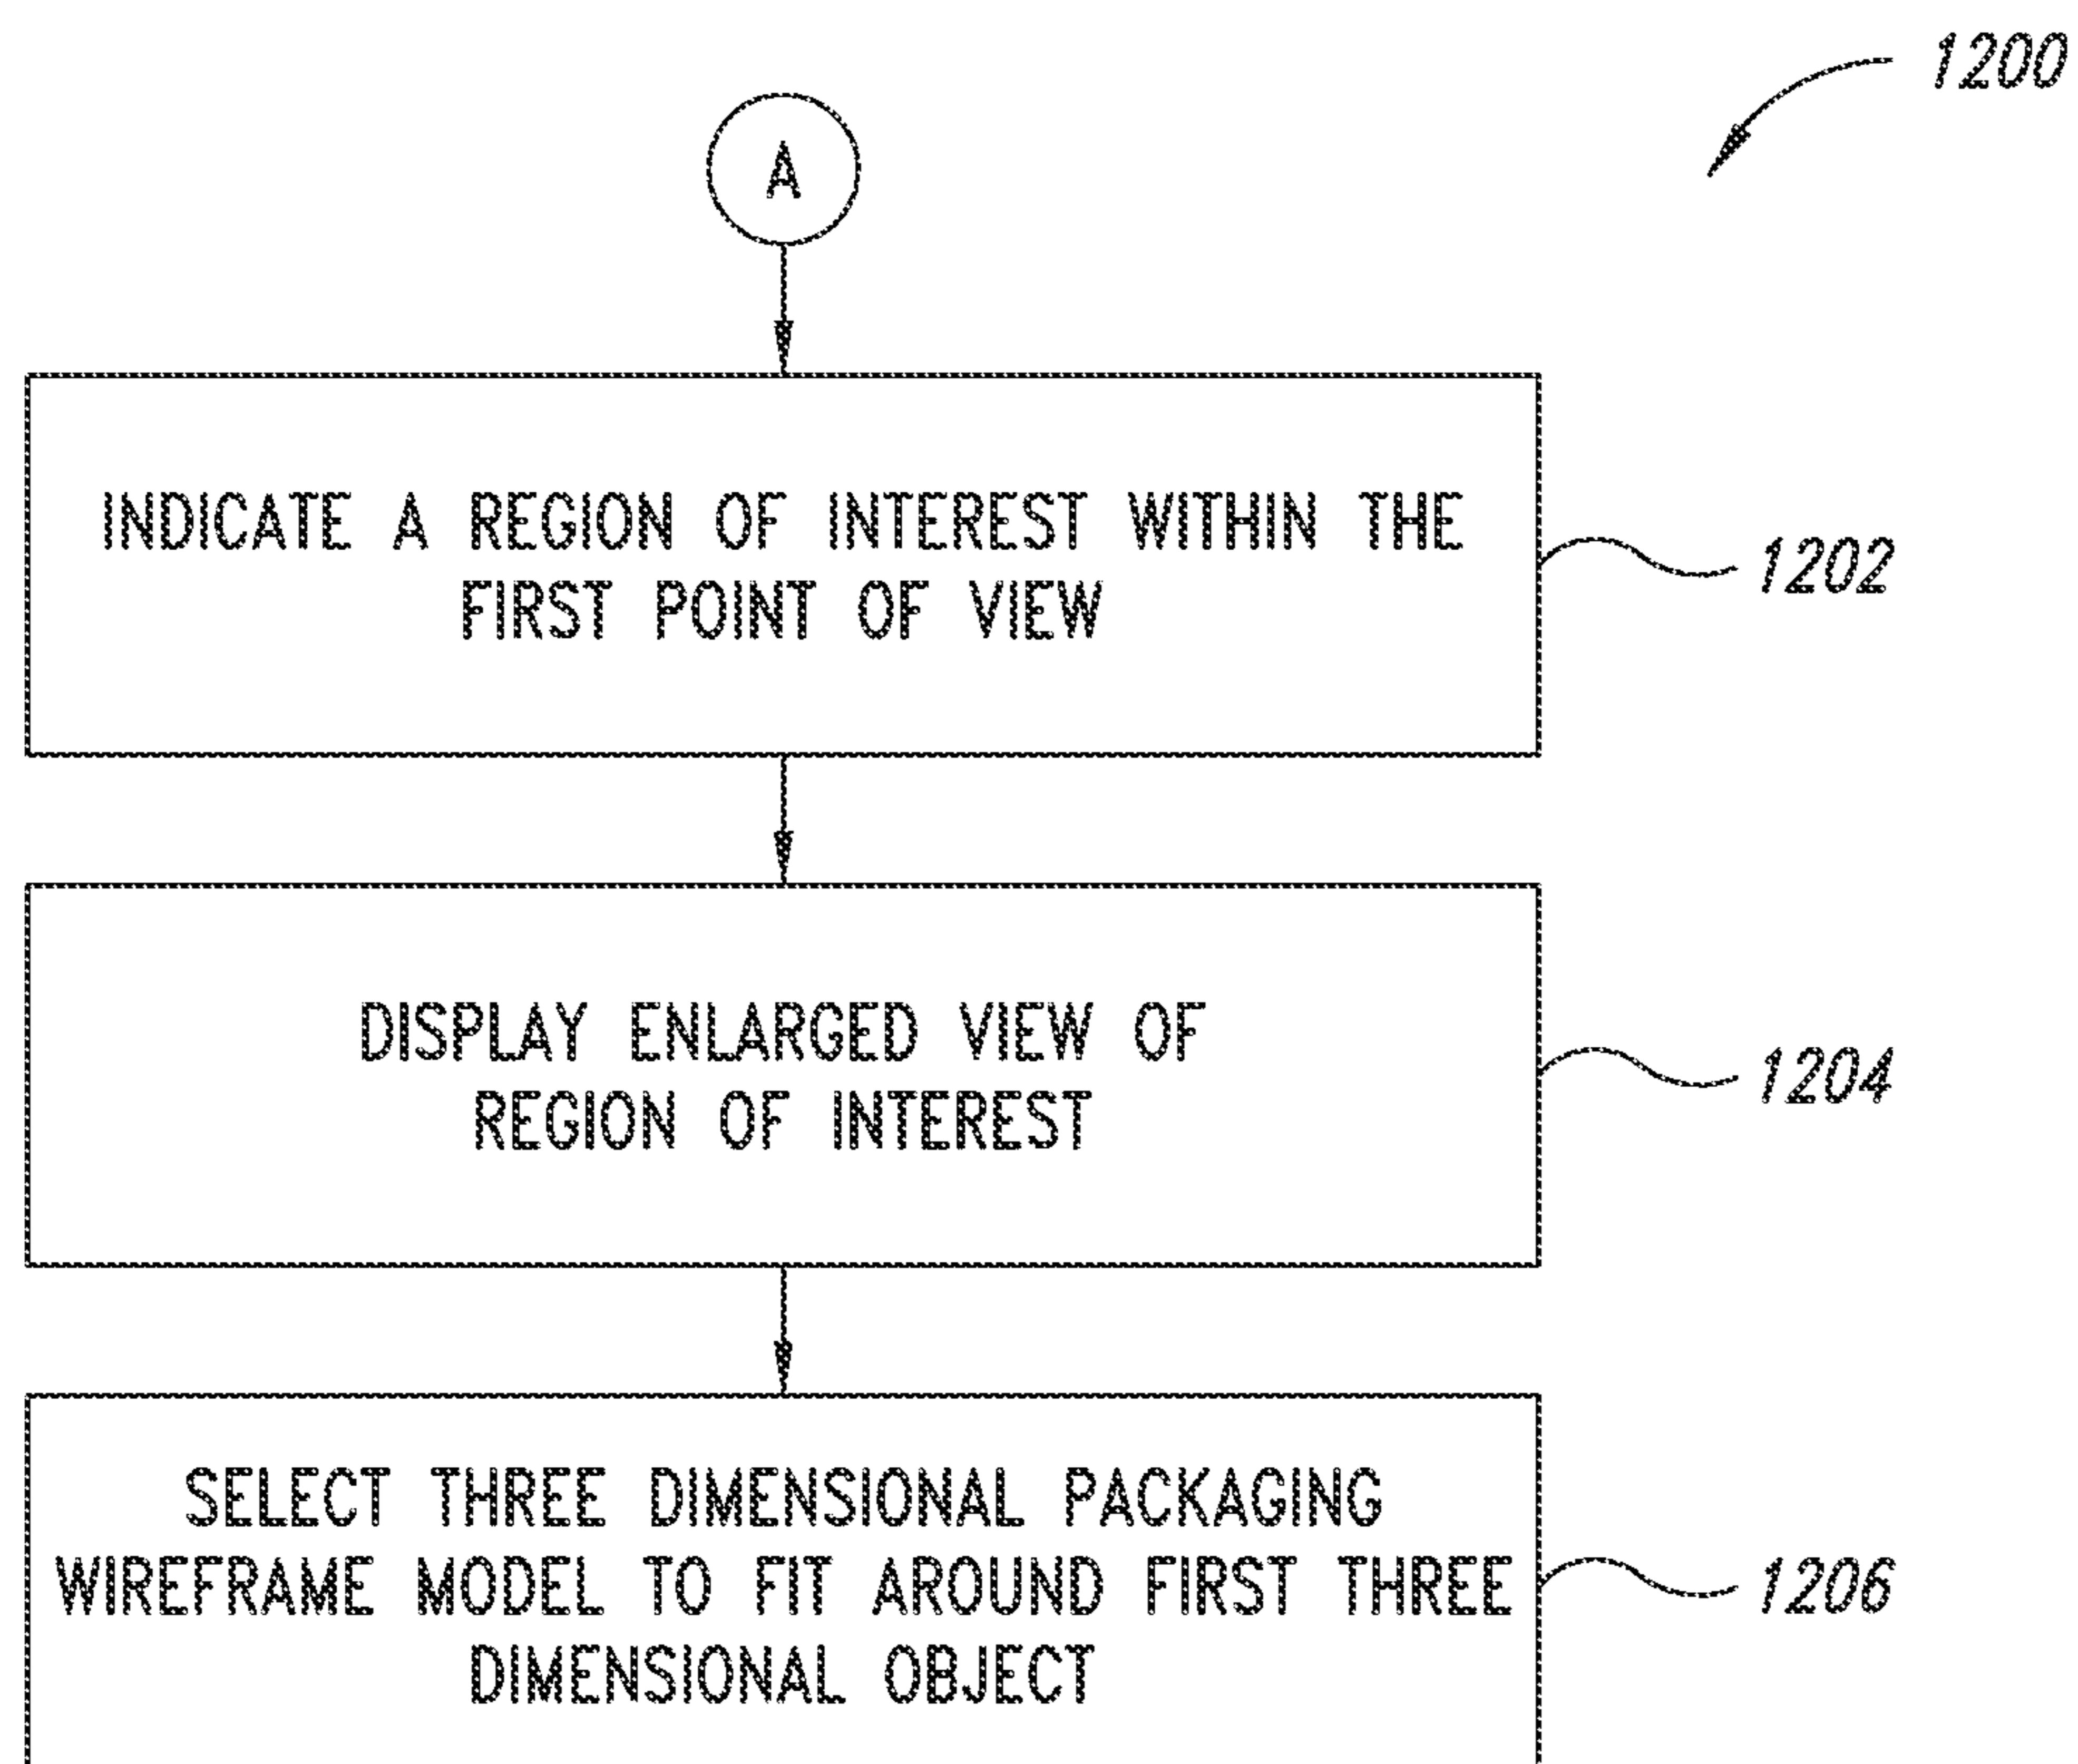 1200
A
INDICATE A REGION OF INTEREST WITHIN THE
FIRST POINT OF VIEW
1202
DISPLAY ENLARGED VIEW OF
REGION OF INTEREST
1204
SELECT THREE DIMENSIONAL PACKAGING
WIREFRAME MODEL TO FIT AROUND FIRST THREE
DIMENSIONAL OBJECT
1206